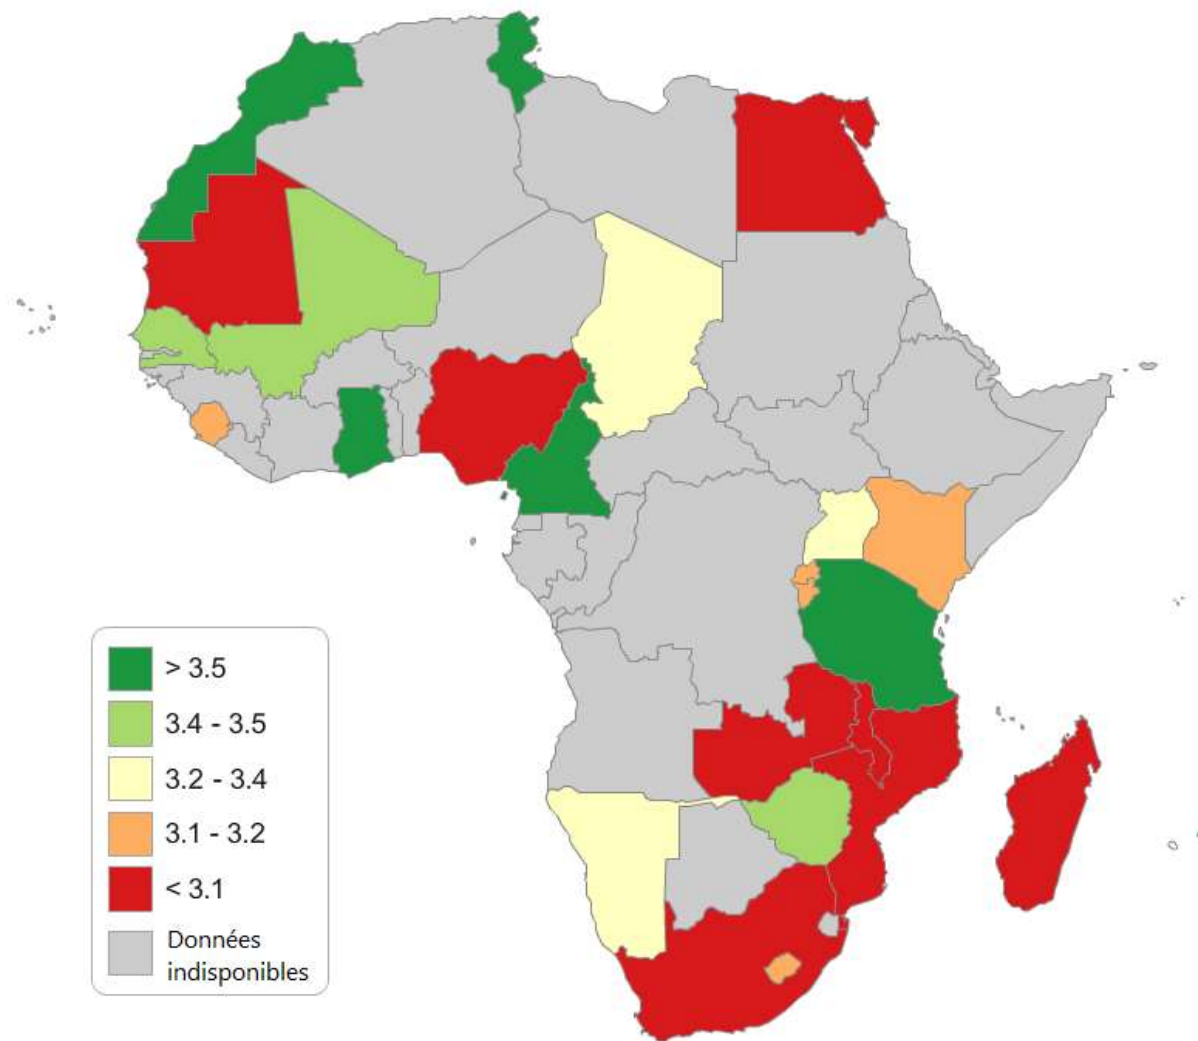 > 3.5
3.4 - 3.5
3.2 - 3.4
3.1 - 3.2
< 3.1
Données
indisponibles